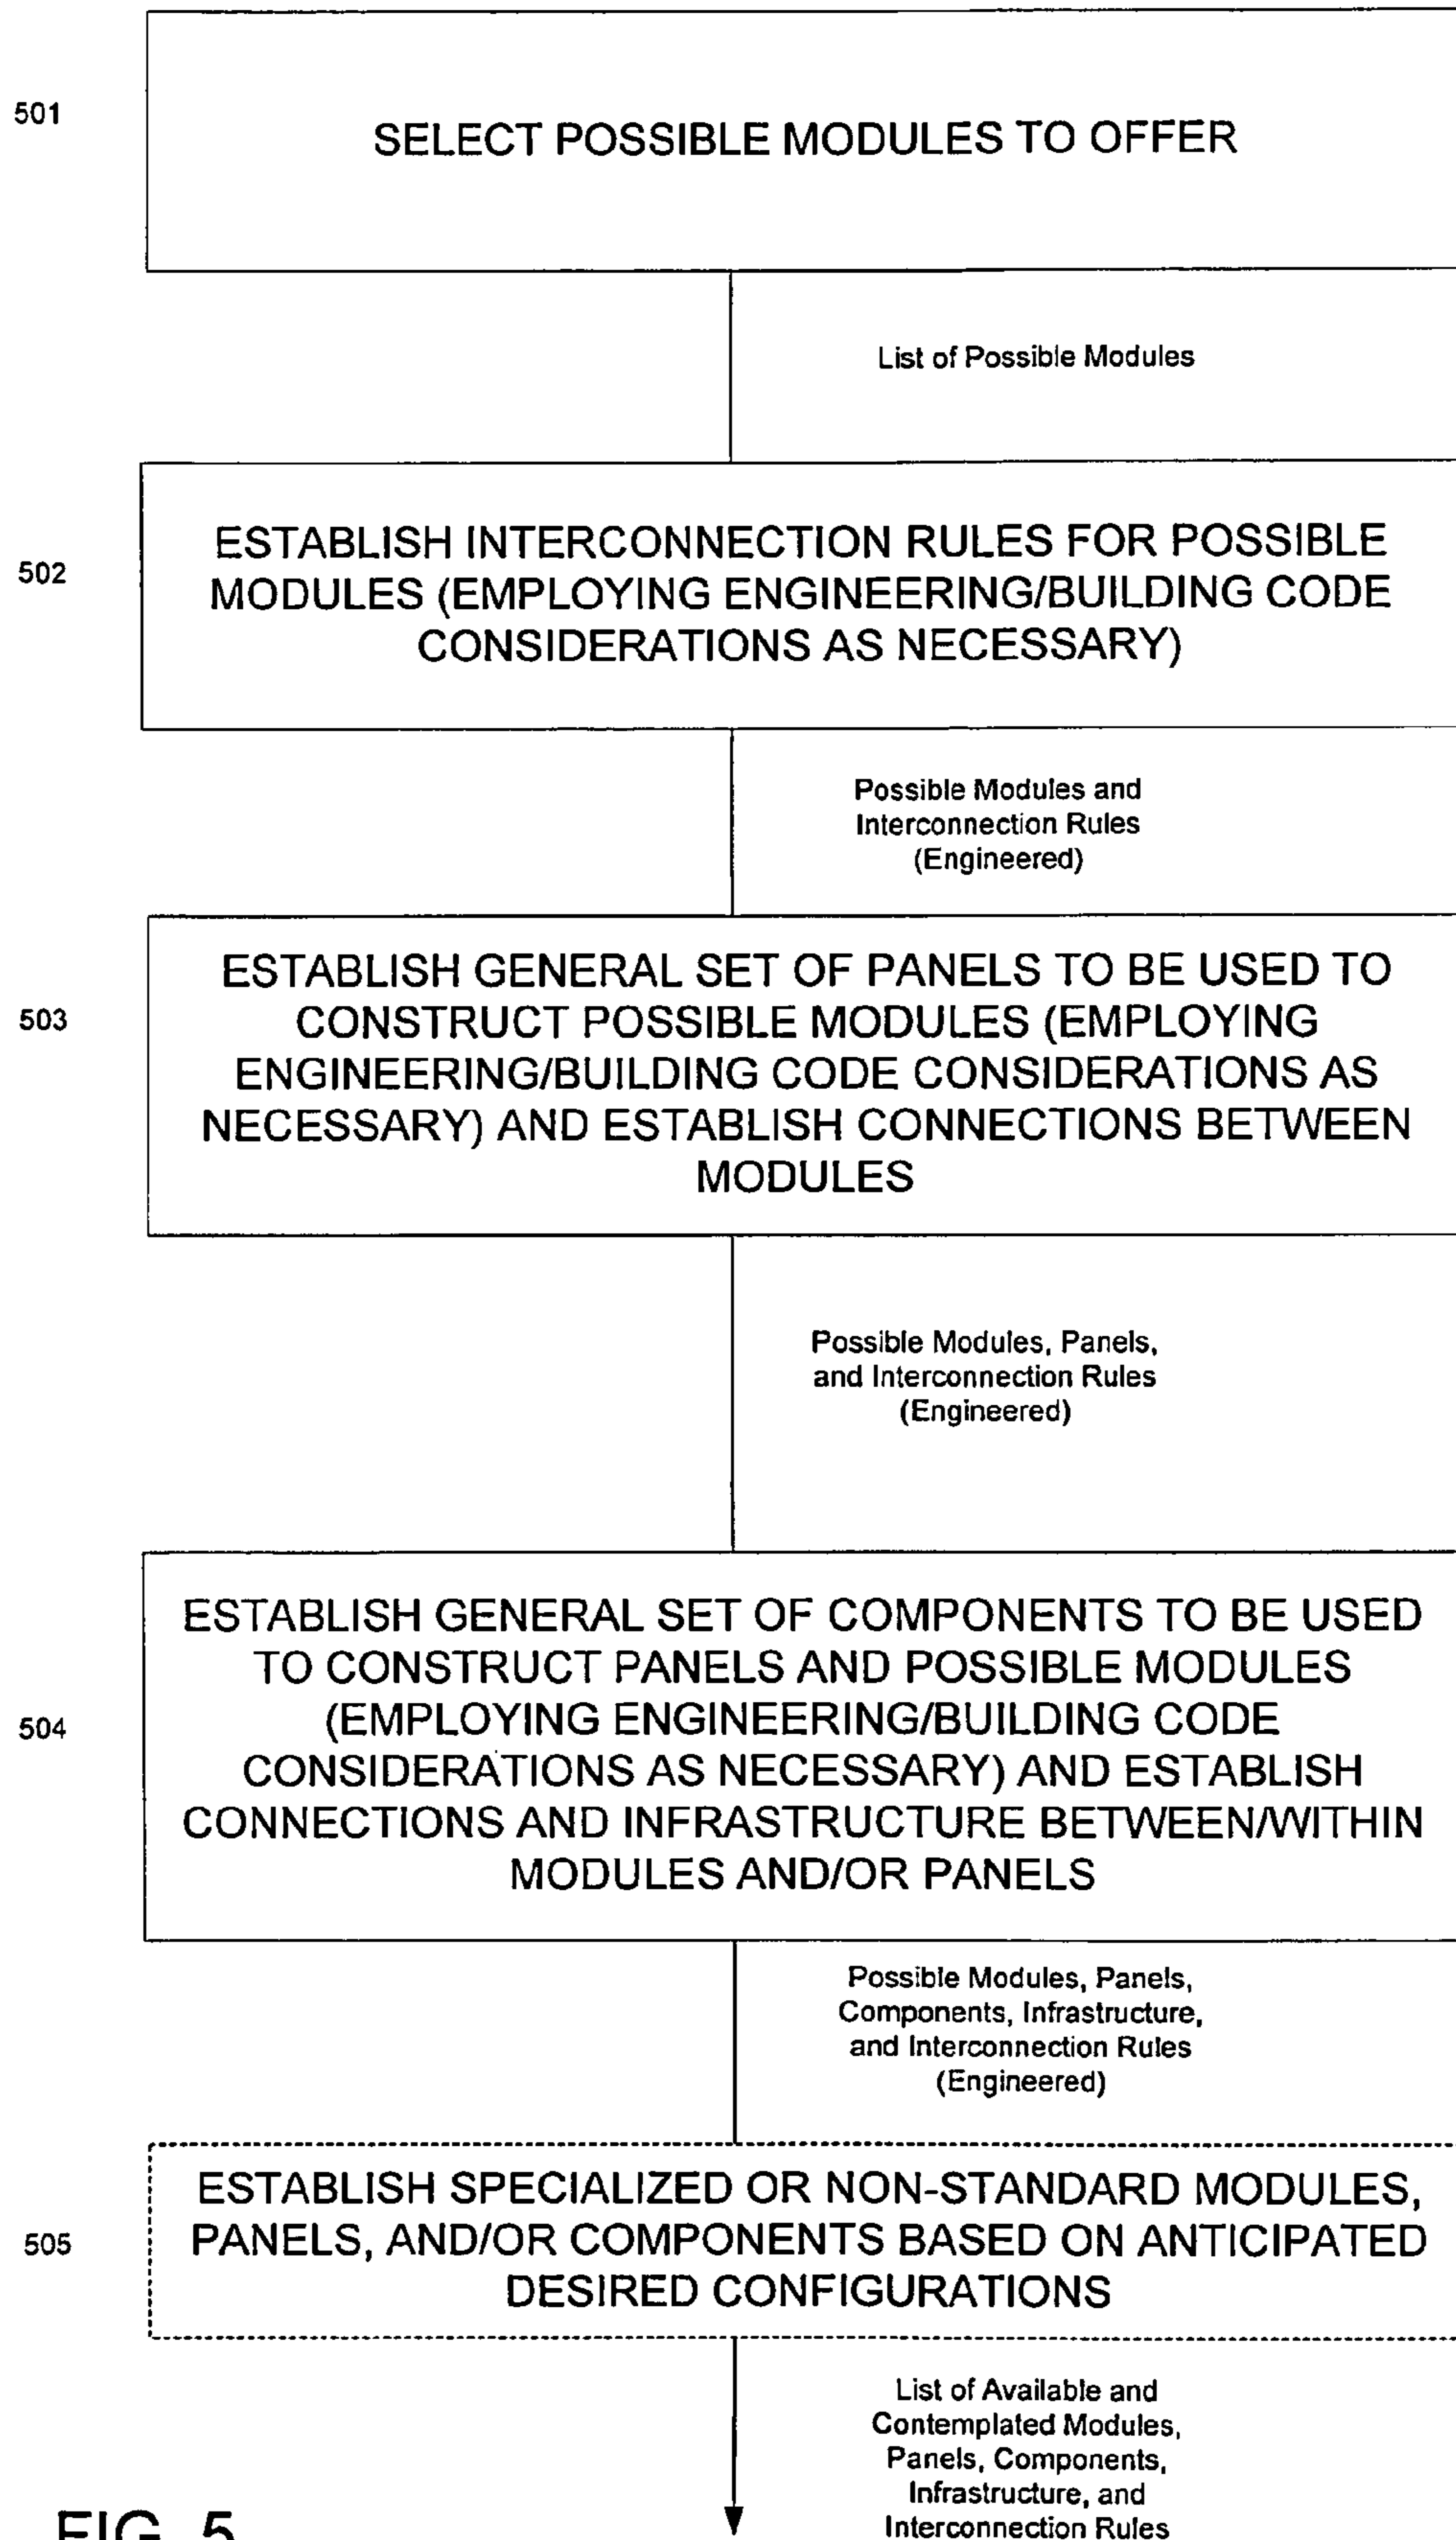 501
SELECT POSSIBLE MODULES TO OFFER
List of Possible Modules
502
ESTABLISH INTERCONNECTION RULES FOR POSSIBLE
MODULES (EMPLOYING ENGINEERING/BUILDING CODE
CONSIDERATIONS AS NECESSARY)
Possible Modules and
Interconnection Rules
(Engineered)
503
ESTABLISH GENERAL SET OF PANELS TO BE USED TO
CONSTRUCT POSSIBLE MODULES (EMPLOYING
ENGINEERING/BUILDING CODE CONSIDERATIONS AS
NECESSARY) AND ESTABLISH CONNECTIONS BETWEEN
MODULES
Possible Modules, Panels,
and Interconnection Rules
(Engineered)
504
ESTABLISH GENERAL SET OF COMPONENTS TO BE USED
TO CONSTRUCT PANELS AND POSSIBLE MODULES
(EMPLOYING ENGINEERING/BUILDING CODE
CONSIDERATIONS AS NECESSARY) AND ESTABLISH
CONNECTIONS AND INFRASTRUCTURE BETWEEN/WITHIN
MODULES AND/OR PANELS
Possible Modules, Panels,
Components, Infrastructure,
and Interconnection Rules
(Engineered)
505
ESTABLISH SPECIALIZED OR NON-STANDARD MODULES,
PANELS, AND/OR COMPONENTS BASED ON ANTICIPATED
DESIRED CONFIGURATIONS
List of Available and
Contemplated Modules,
Panels, Components,
Infrastructure, and
Interconnection Rules
FIG. 5